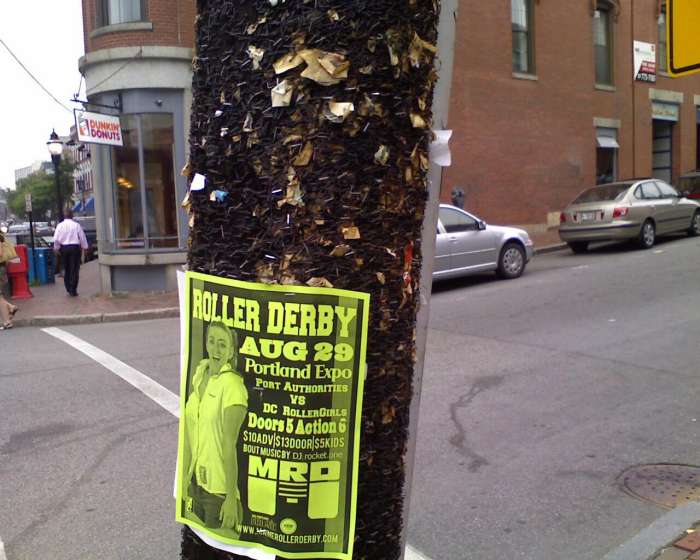 DUNKIN'
DONUTS
ROLLER DERBY
AUG 29
Portland Expo
PORT AUTHORITIES
VS
DC ROLLERGIRLS
Doors 5 Action 6
$10ADV|$13DOOR|$5KIDS
BOUT MUSIC BY DJ: rocket.one
MRD
WWW.MAINEROLLERDERBY.COM